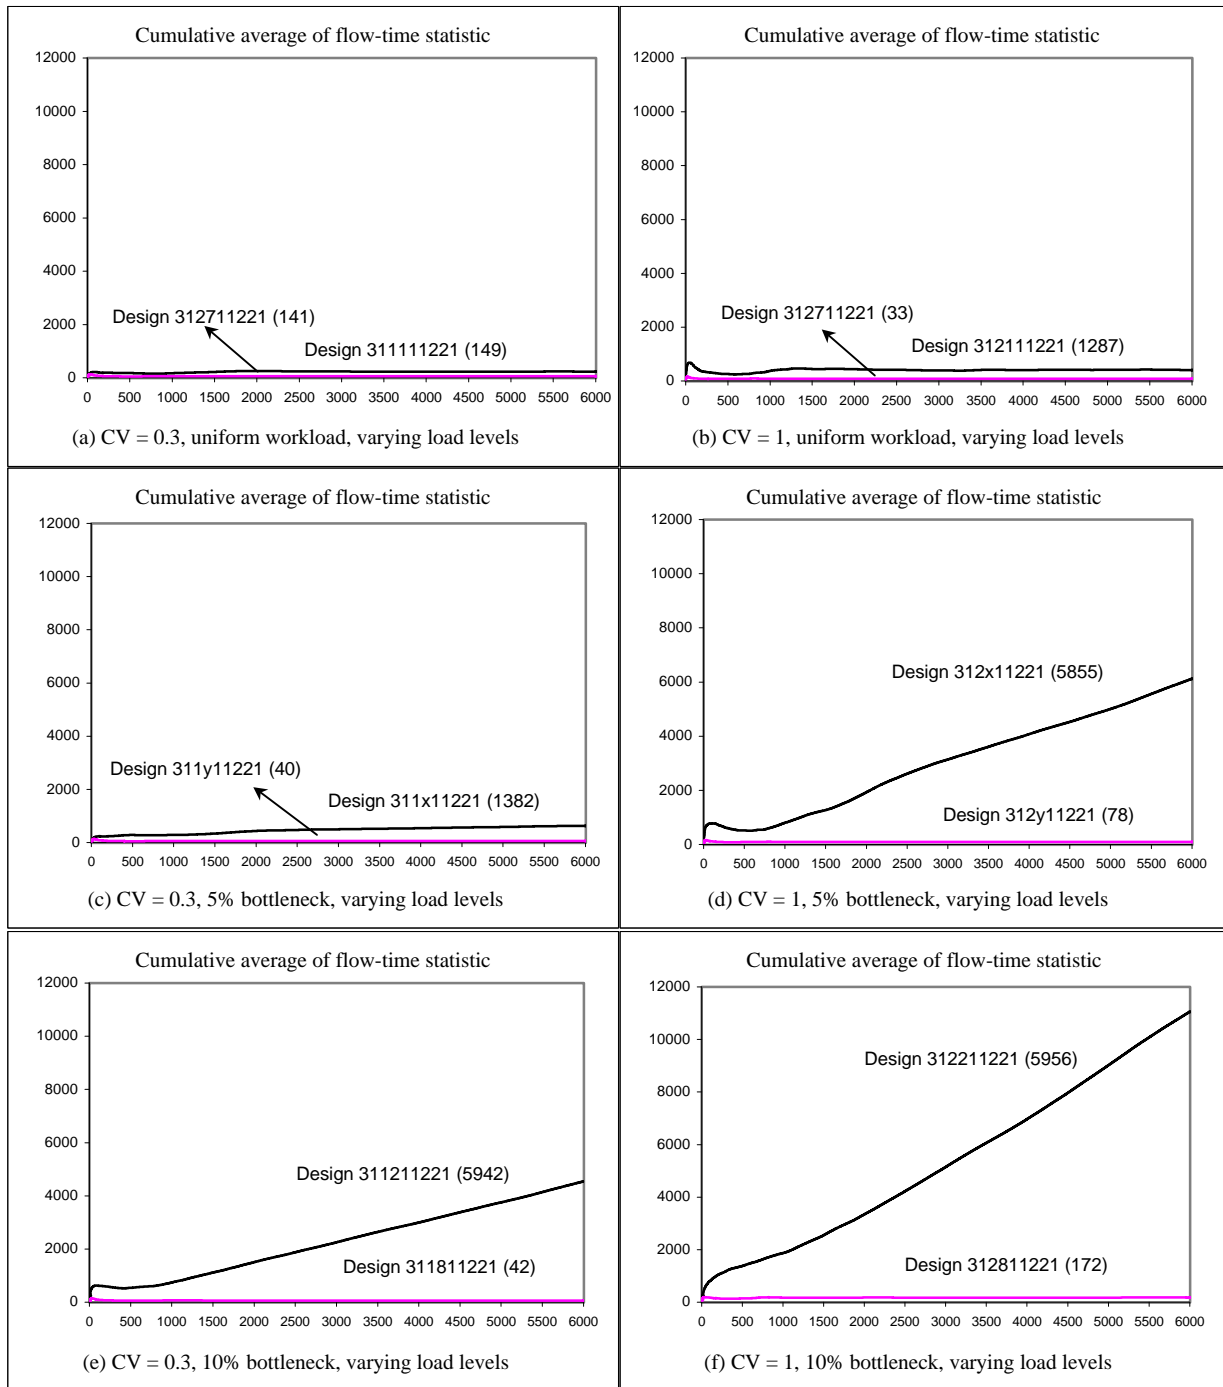 Cumulative average of flow-time statistic
12000
10000
8000
6000
4000
2000
0
Design 312711221 (141)
Design 311111221 (149)
0 500 1000 1500 2000 2500 3000 3500 4000 4500 5000 5500 6000
(a) CV = 0.3, uniform workload, varying load levels
Cumulative average of flow-time statistic
12000
10000
8000
6000
4000
2000
0
Design 312711221 (33)
Design 312111221 (1287)
0 500 1000 1500 2000 2500 3000 3500 4000 4500 5000 5500 6000
(b) CV = 1, uniform workload, varying load levels
Cumulative average of flow-time statistic
12000
10000
8000
6000
4000
2000
0
Design 311y11221 (40)
Design 311x11221 (1382)
0 500 1000 1500 2000 2500 3000 3500 4000 4500 5000 5500 6000
(c) CV = 0.3, 5% bottleneck, varying load levels
Cumulative average of flow-time statistic
12000
10000
8000
6000
4000
2000
0
Design 312x11221 (5855)
Design 312y11221 (78)
0 500 1000 1500 2000 2500 3000 3500 4000 4500 5000 5500 6000
(d) CV = 1, 5% bottleneck, varying load levels
Cumulative average of flow-time statistic
12000
10000
8000
6000
4000
2000
0
Design 311211221 (5942)
Design 311811221 (42)
0 500 1000 1500 2000 2500 3000 3500 4000 4500 5000 5500 6000
(e) CV = 0.3, 10% bottleneck, varying load levels
Cumulative average of flow-time statistic
12000
10000
8000
6000
4000
2000
0
Design 312211221 (5956)
Design 312811221 (172)
0 500 1000 1500 2000 2500 3000 3500 4000 4500 5000 5500 6000
(f) CV = 1, 10% bottleneck, varying load levels